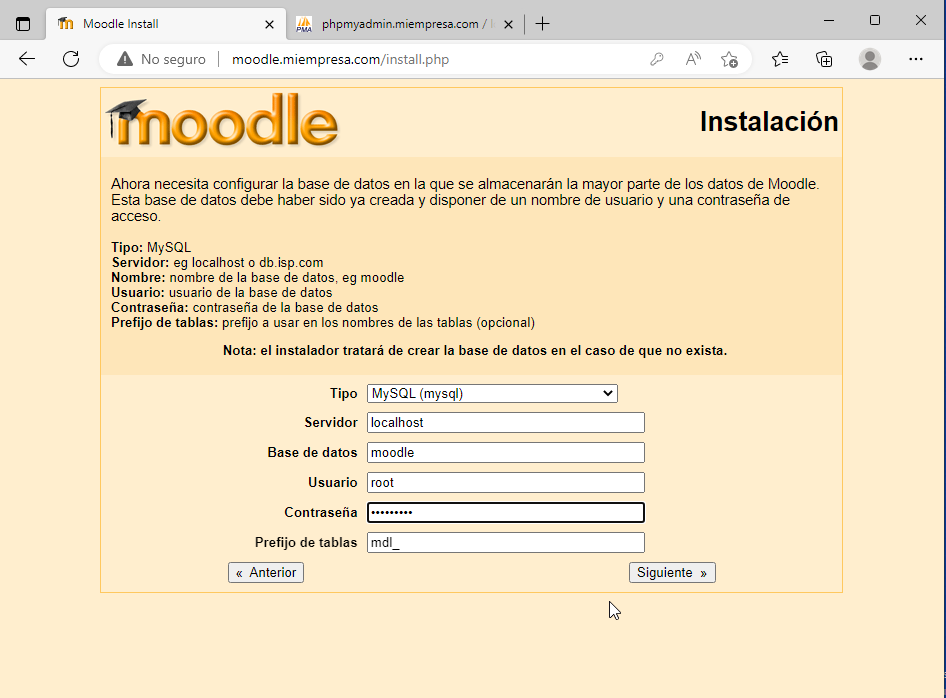 Moodle Install
phpmyadmin.miempresa.com /
No seguro
moodle.miempresa.com/install.php
moodle
Instalación
Ahora necesita configurar la base de datos en la que se almacenarán la mayor parte de los datos de Moodle.
Esta base de datos debe haber sido ya creada y disponer de un nombre de usuario y una contraseña de
acceso.
Tipo: MySQL
Servidor: eg localhost o db.isp.com
Nombre: nombre de la base de datos, eg moodle
Usuario: usuario de la base de datos
Contraseña: contraseña de la base de datos
Prefijo de tablas: prefijo a usar en los nombres de las tablas (opcional)
Nota: el instalador tratará de crear la base de datos en el caso de que no exista.
Tipo MySQL (mysql)
Servidor localhost
Base de datos moodle
Usuario root
Contraseña •••••••••
Prefijo de tablas mdl_
« Anterior Siguiente »